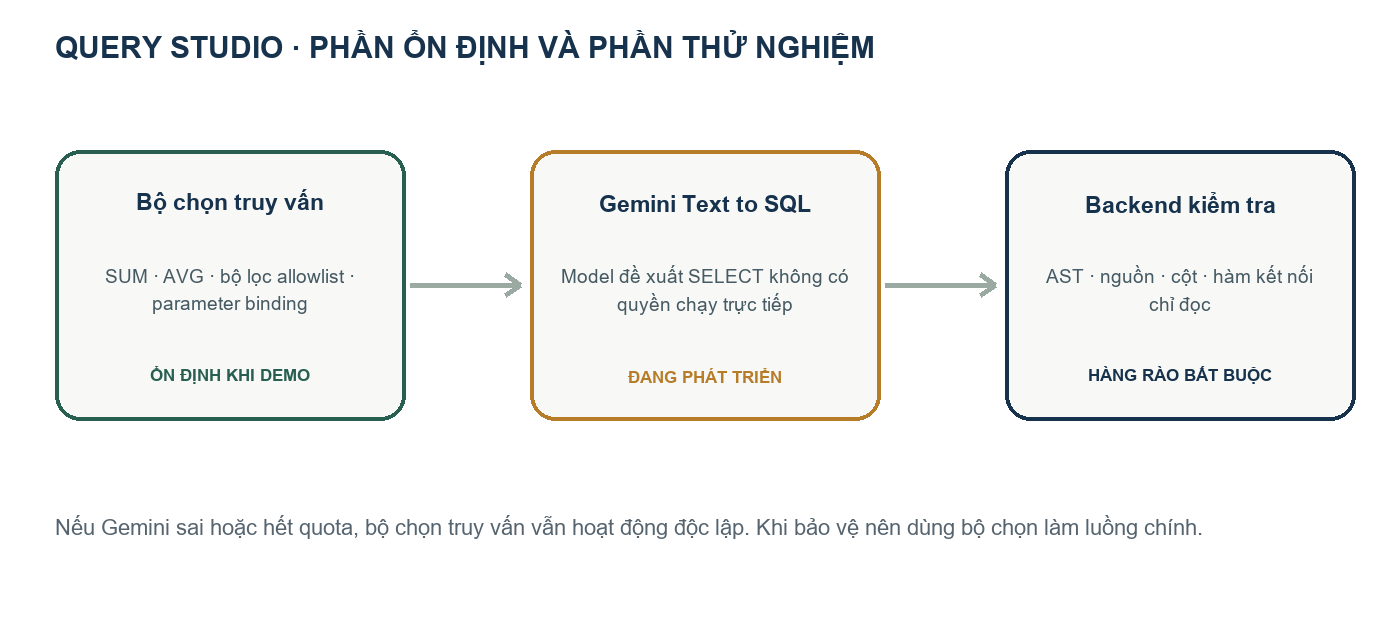 QUERY STUDIO · PHẦN ỔN ĐỊNH VÀ PHẦN THỬ NGHIỆM
Bộ chọn truy vấn
SUM · AVG · bộ lọc allowlist ·
parameter binding
ỔN ĐỊNH KHI DEMO
Gemini Text to SQL
Model đề xuất SELECT không có
quyền chạy trực tiếp
ĐANG PHÁT TRIỂN
Backend kiểm tra
AST · nguồn · cột · hàm kết nối
chỉ đọc
HÀNG RÀO BẮT BUỘC
Nếu Gemini sai hoặc hết quota, bộ chọn truy vấn vẫn hoạt động độc lập. Khi bảo vệ nên dùng bộ chọn làm luồng chính.